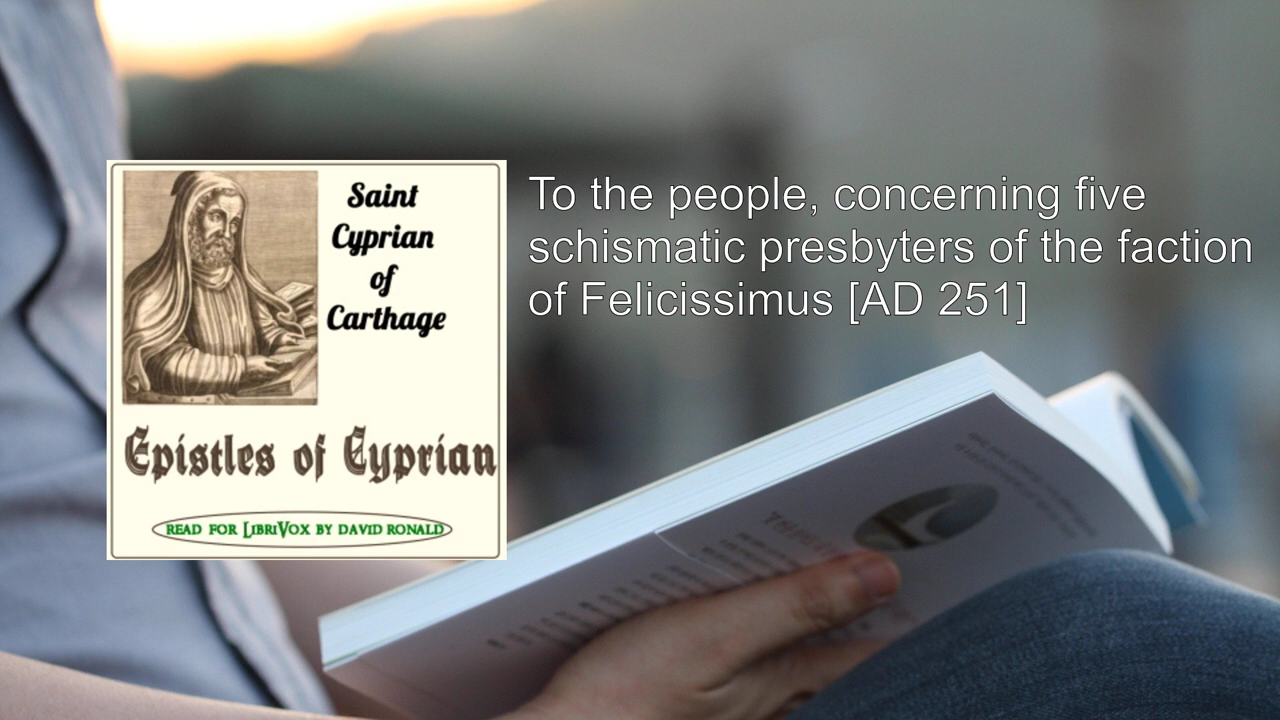 Saint
Cyprian
of
Carthage
Epistles of Cyprian
READ FOR LIBRIVOX BY DAVID RONALD
To the people, concerning five
schismatic presbyters of the faction
of Felicissimus [AD 251]